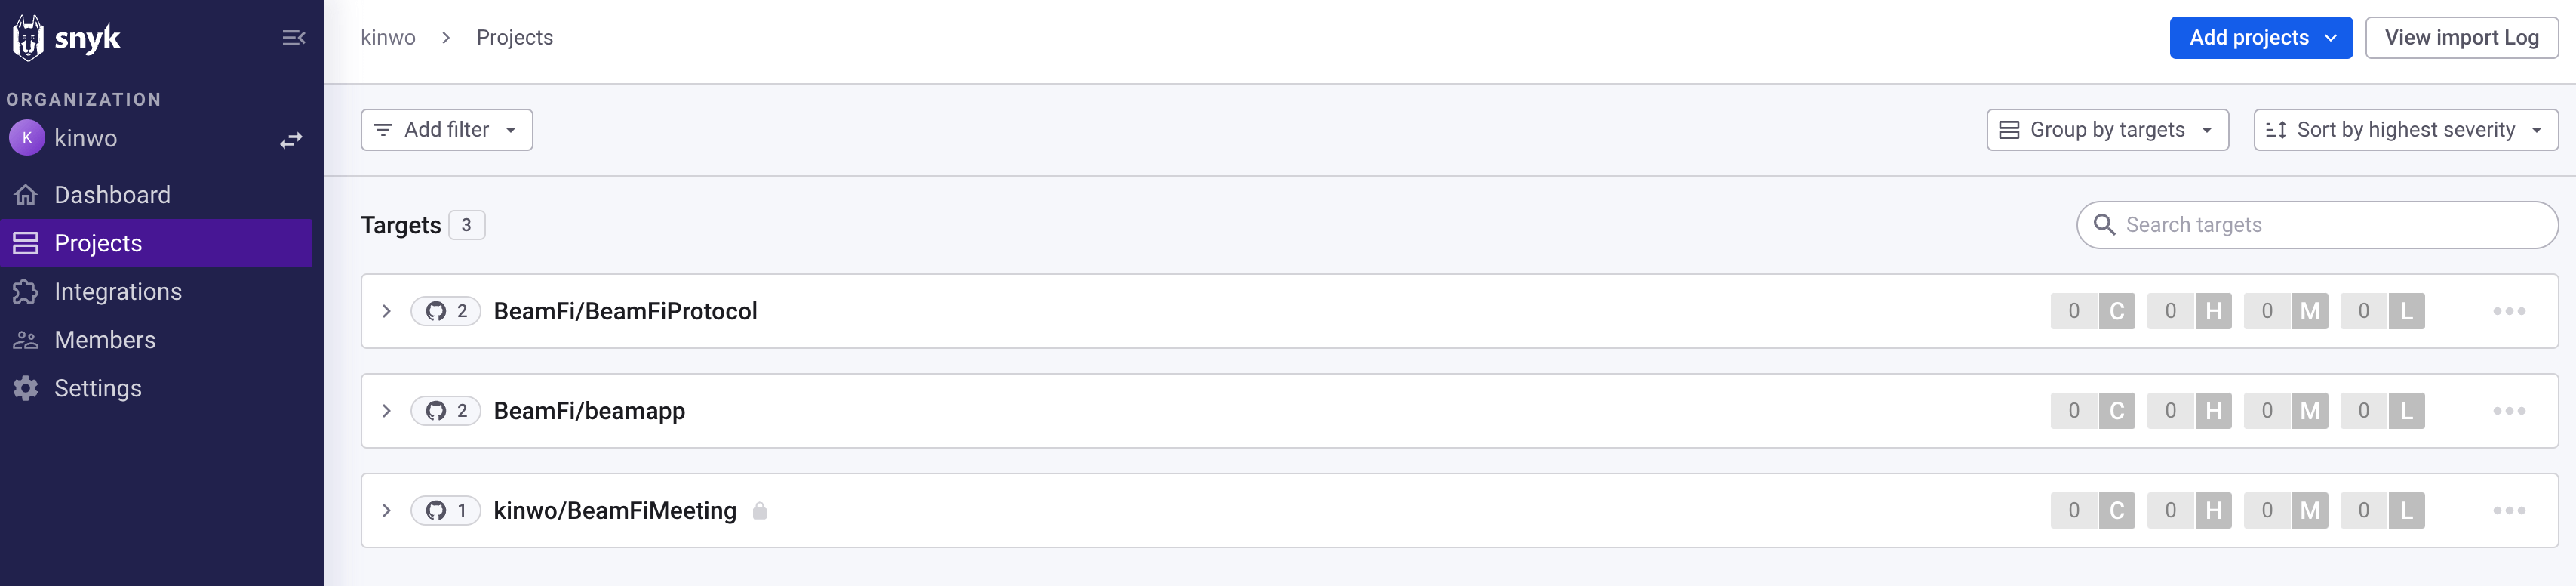 snyk
ORGANIZATION
K kinwo
Dashboard
Projects
Integrations
Members
Settings
kinwo > Projects
Add projects
View import Log
Add filter
Group by targets
Sort by highest severity
Targets 3
Search targets
2 BeamFi/BeamFiProtocol 0 C 0 H 0 M 0 L
2 BeamFi/beamapp 0 C 0 H 0 M 0 L
1 kinwo/BeamFiMeeting 0 C 0 H 0 M 0 L